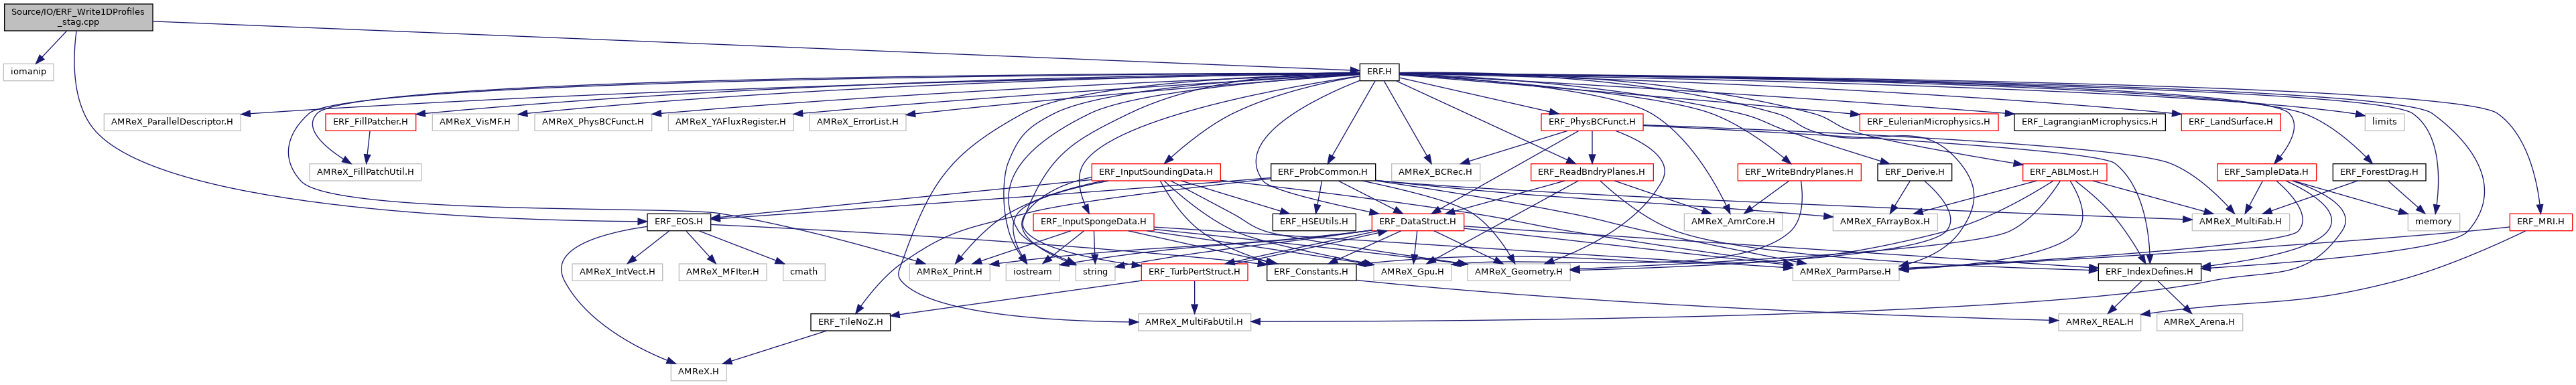 Source/IO/ERF_Write1DProfiles
_stag.cpp
iomanip
ERF.H
AMReX_ParallelDescriptor.H
ERF_FillPatcher.H
AMReX_VisMF.H
AMReX_PhysBCFunct.H
AMReX_YAFluxRegister.H
AMReX_ErrorList.H
ERF_PhysBCFunct.H
ERF_EulerianMicrophysics.H
ERF_LagrangianMicrophysics.H
ERF_LandSurface.H
limits
AMReX_FillPatchUtil.H
ERF_InputSoundingData.H
ERF_ProbCommon.H
AMReX_BCRec.H
ERF_ReadBndryPlanes.H
ERF_WriteBndryPlanes.H
ERF_Derive.H
ERF_ABLMost.H
ERF_SampleData.H
ERF_ForestDrag.H
ERF_EOS.H
ERF_InputSpongeData.H
ERF_HSEUtils.H
ERF_DataStruct.H
AMReX_AmrCore.H
AMReX_FArrayBox.H
AMReX_MultiFab.H
memory
ERF_MRI.H
AMReX_IntVect.H
AMReX_MFIter.H
cmath
AMReX_Print.H
iostream
string
ERF_TurbPertStruct.H
ERF_Constants.H
AMReX_Gpu.H
AMReX_Geometry.H
AMReX_ParmParse.H
ERF_IndexDefines.H
ERF_TileNoZ.H
AMReX_MultiFabUtil.H
AMReX_REAL.H
AMReX_Arena.H
AMReX.H